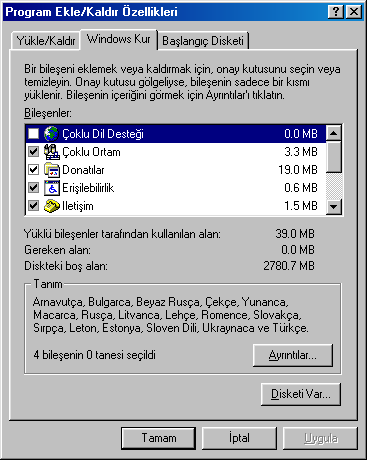 Program Ekle/Kaldır Özellikleri
Yükle/Kaldır Windows Kur Başlangıç Disketi
Bir bileşeni eklemek veya kaldırmak için, onay kutusunu seçin veya
temizleyin. Onay kutusu gölgeliyse, bileşenin sadece bir kısmı
yüklenir. Bileşenin içeriğini görmek için Ayrıntılar'ı tıklatın.
Bileşenler:
Çoklu Dil Desteği 0.0 MB
Çoklu Ortam 3.3 MB
Donatılar 19.0 MB
Erişilebilirlik 0.6 MB
Iletişim 1.5 MB
Yüklü bileşenler tarafından kullanılan alan: 39.0 MB
Gereken alan: 0.0 MB
Diskteki boş alan: 2780.7 MB
Tanım
Arnavutça, Bulgarca, Beyaz Rusça, Çekçe, Yunanca,
Macarca, Rusça, Litvanca, Lehçe, Romence, Slovakça,
Sırpça, Leton, Estonya, Sloven Dili, Ukraynaca ve Türkçe.
4 bileşenin 0 tanesi seçildi Ayrıntılar...
Disketi Var...
Tamam İptal Uygula